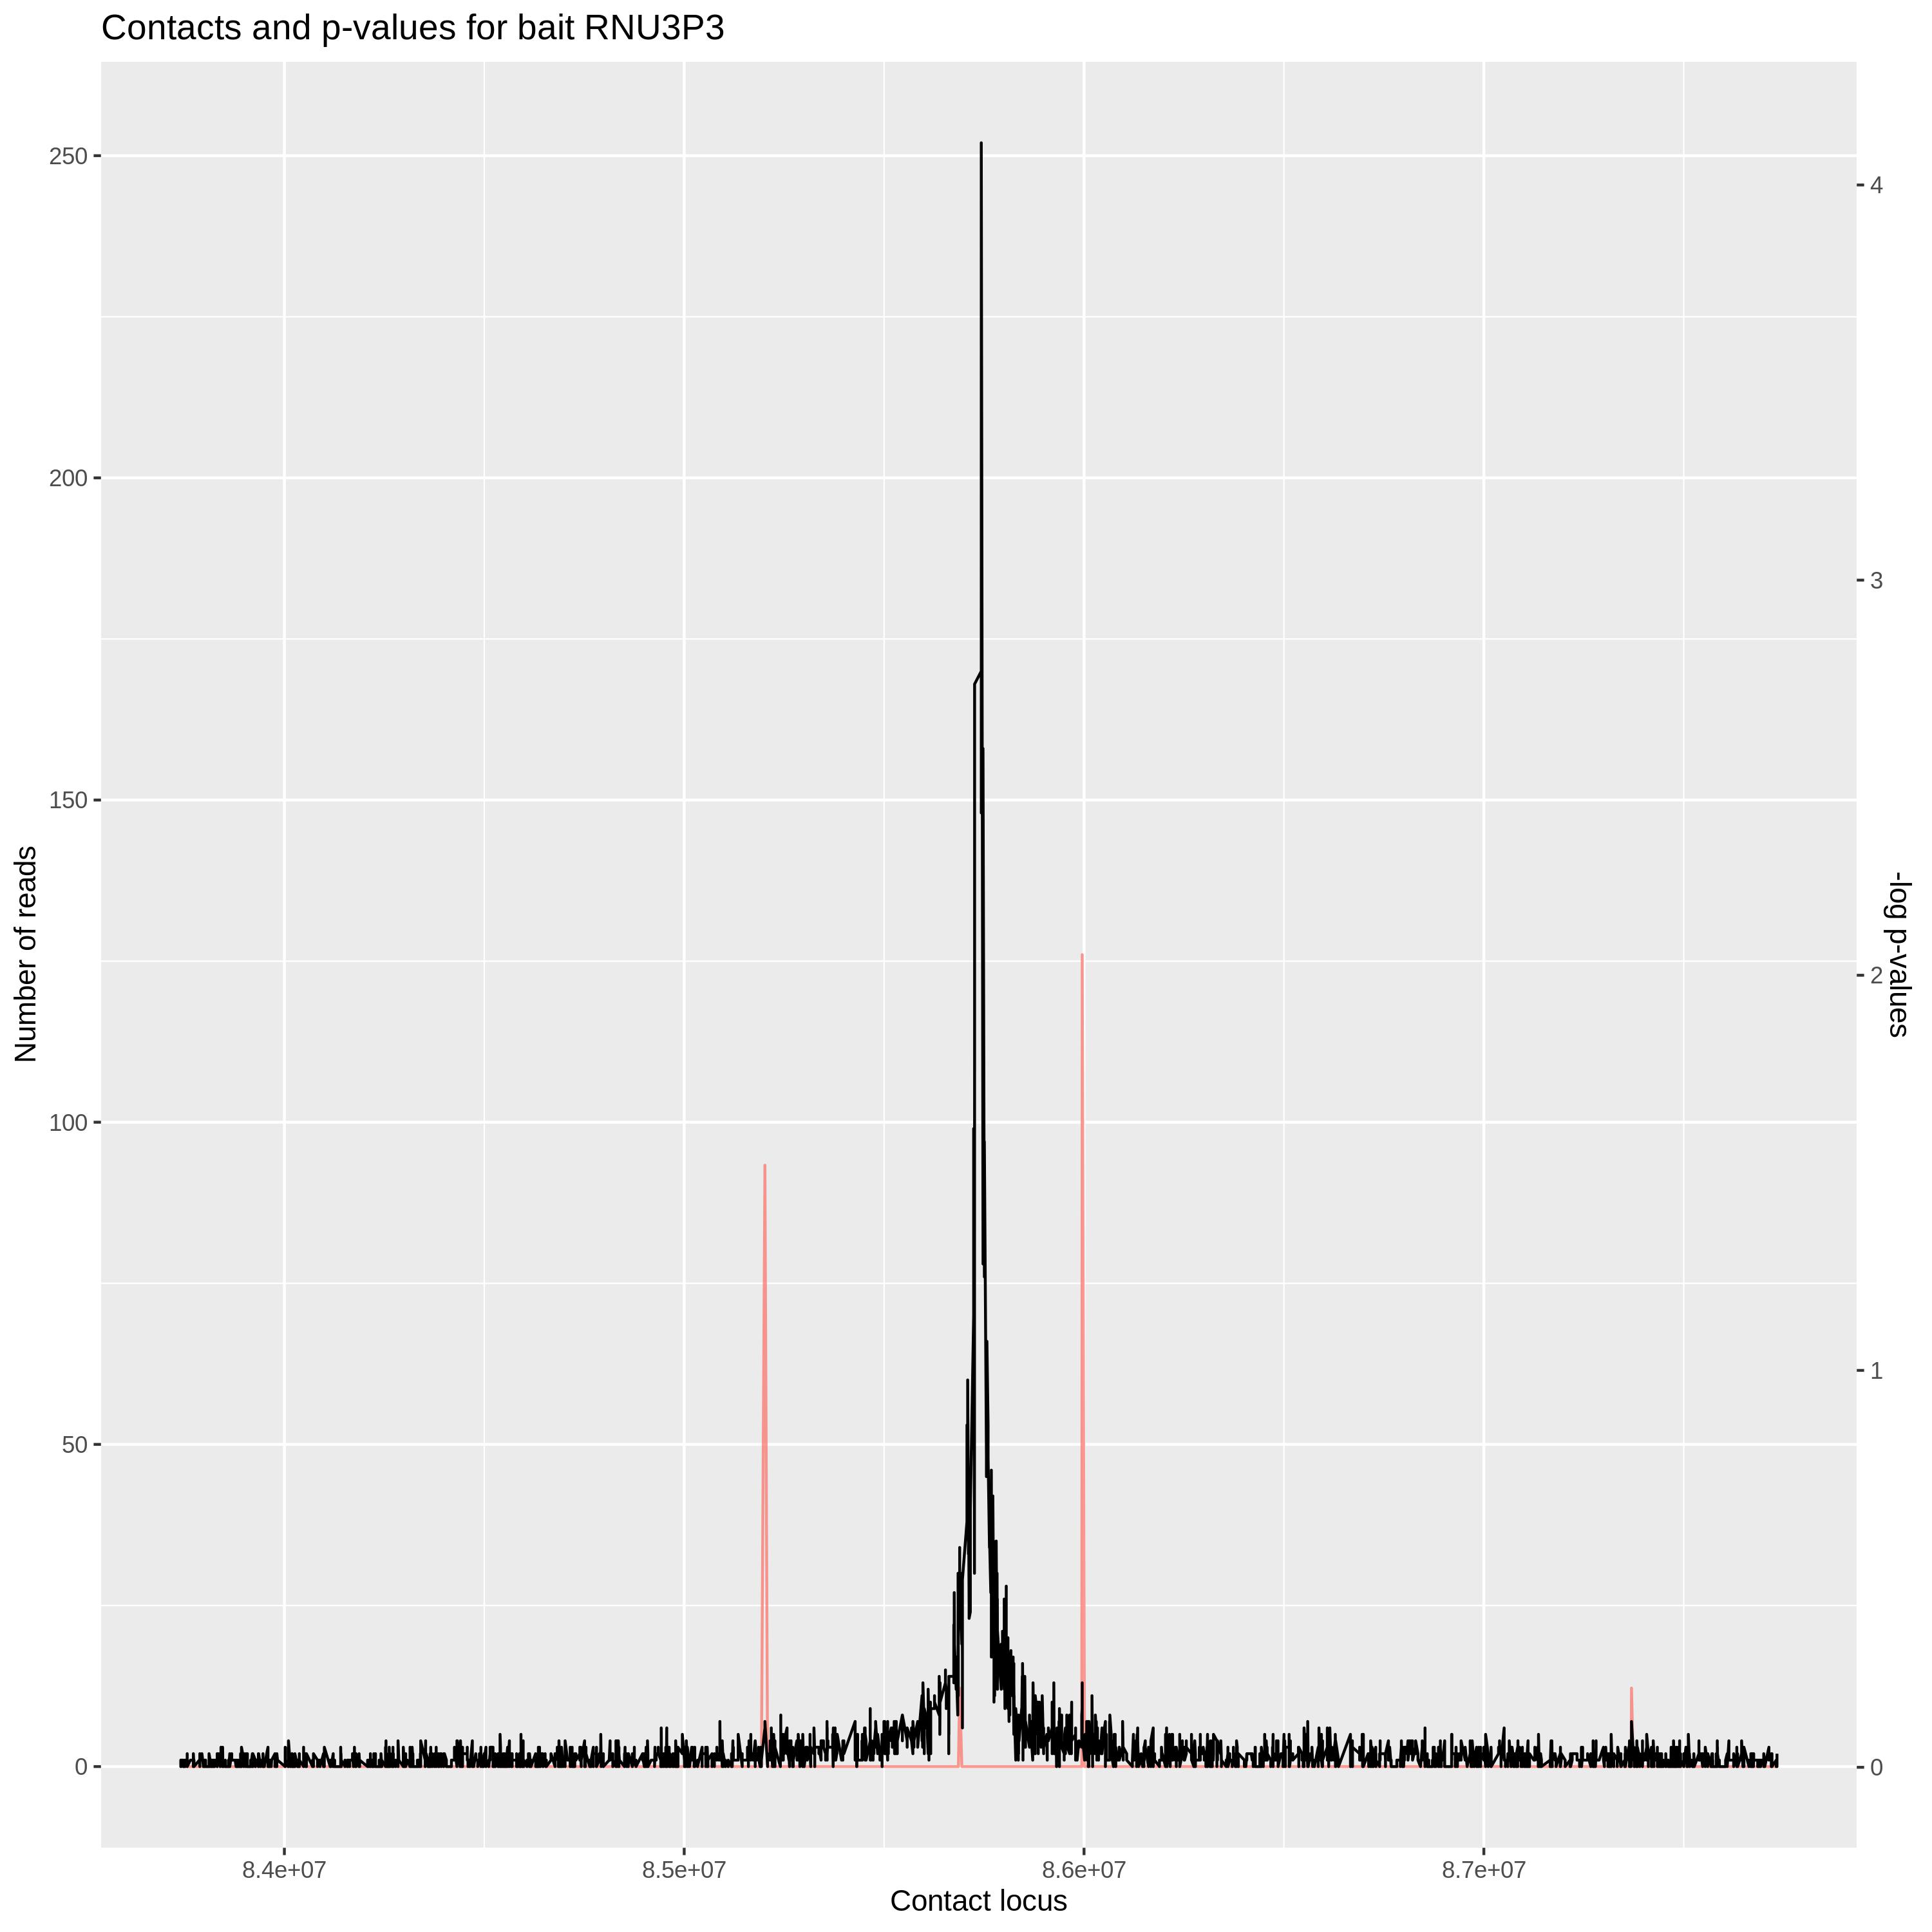 Contacts and p-values for bait RNU3P3
250
200
150
100
50
0
Number of reads
4
3
2
1
0
-log p-values
8.4e+07 8.5e+07 8.6e+07 8.7e+07
Contact locus